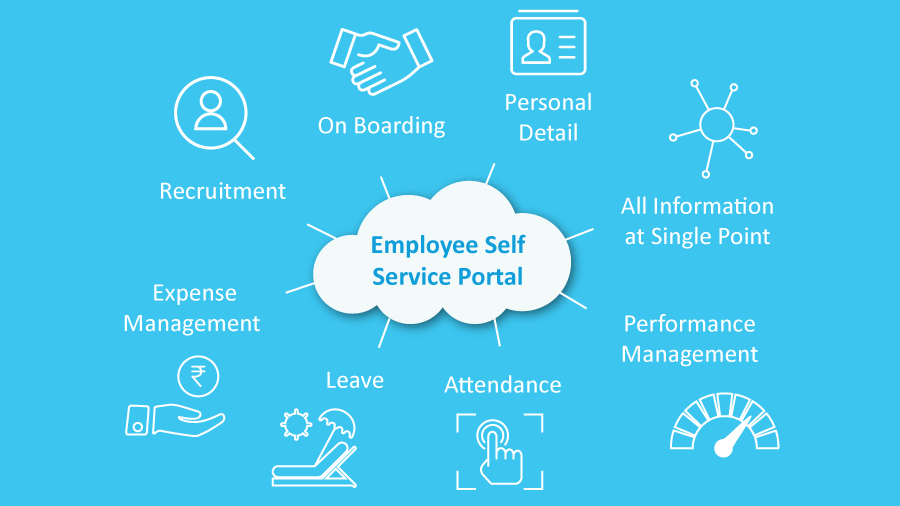 On Boarding
Personal
Detail
Recruitment
All Information
at Single Point
Employee Self
Service Portal
Expense
Management
₹
Performance
Management
Leave
Attendance